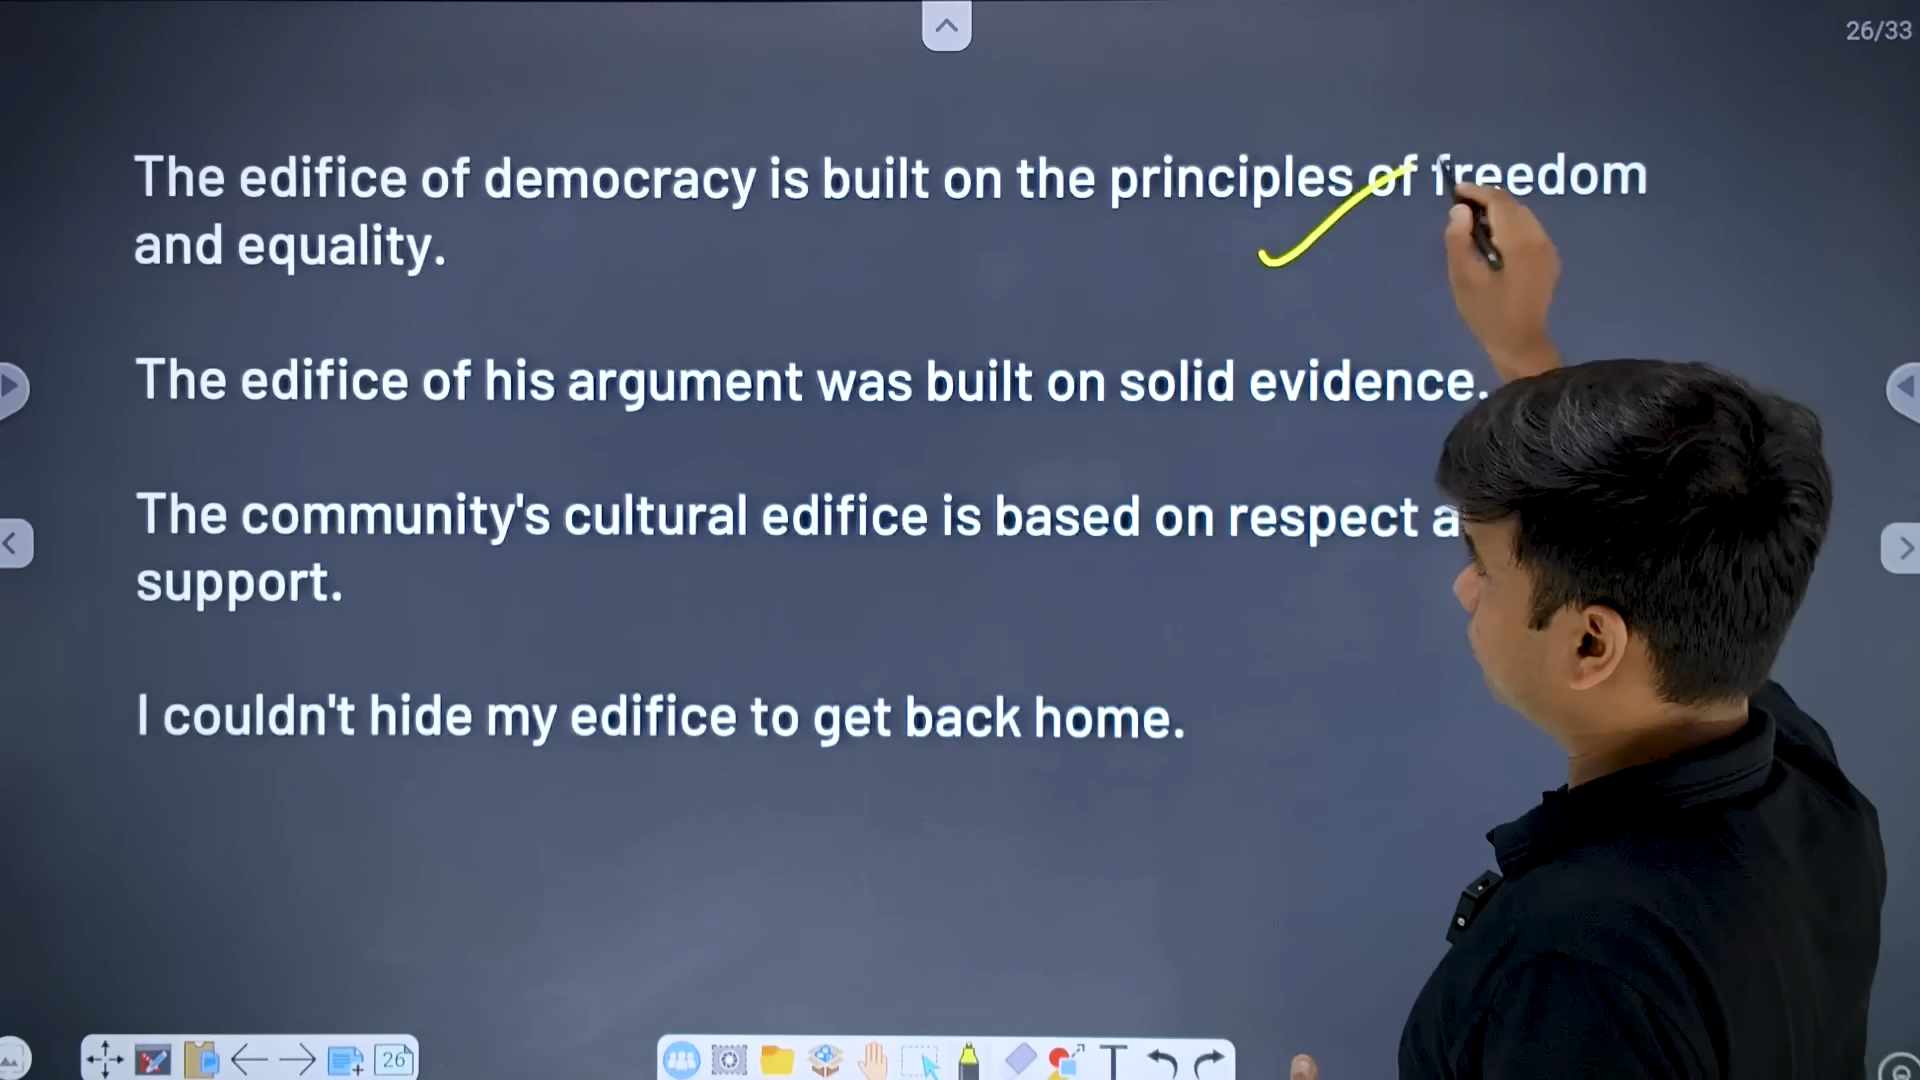 26/33
The edifice of democracy is built on the principles of freedom
and equality.
The edifice of his argument was built on solid evidence.
The community's cultural edifice is based on respect
support.
I couldn't hide my edifice to get back home.
26